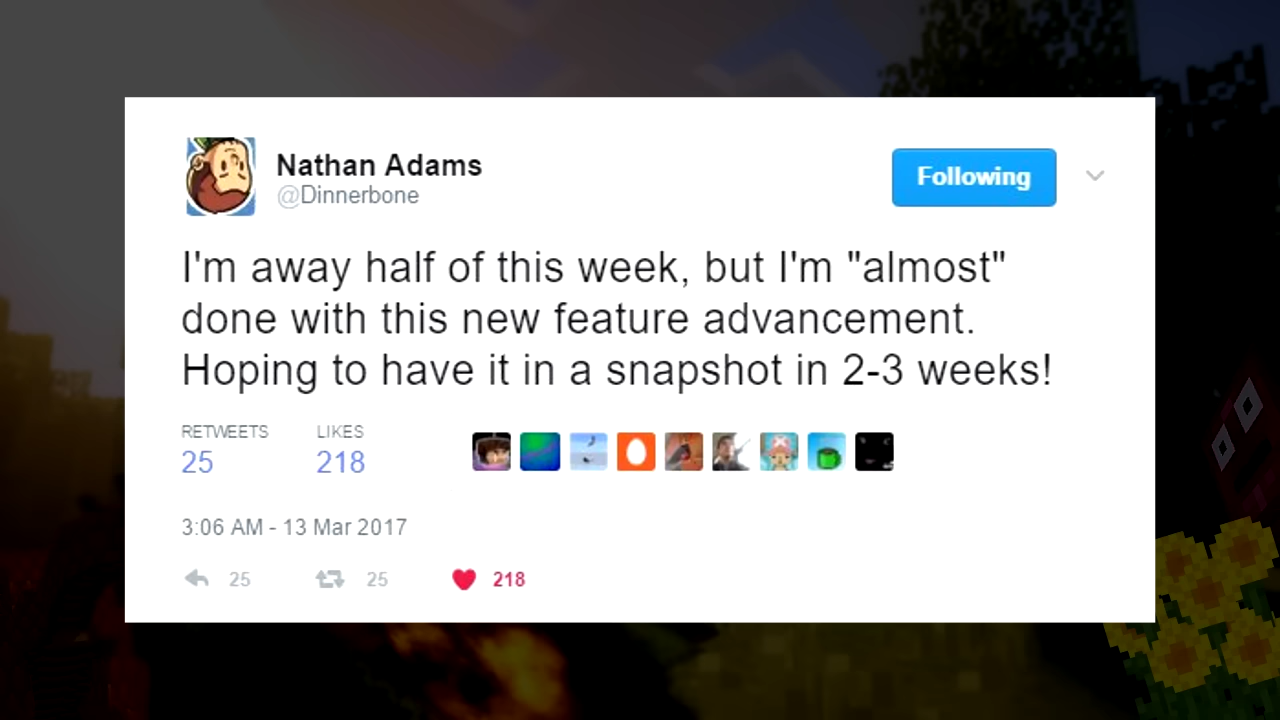 Nathan Adams
@Dinnerbone
Following
I'm away half of this week, but I'm "almost"
done with this new feature advancement.
Hoping to have it in a snapshot in 2-3 weeks!
RETWEETS LIKES
25 218
3:06 AM - 13 Mar 2017
25 25 218